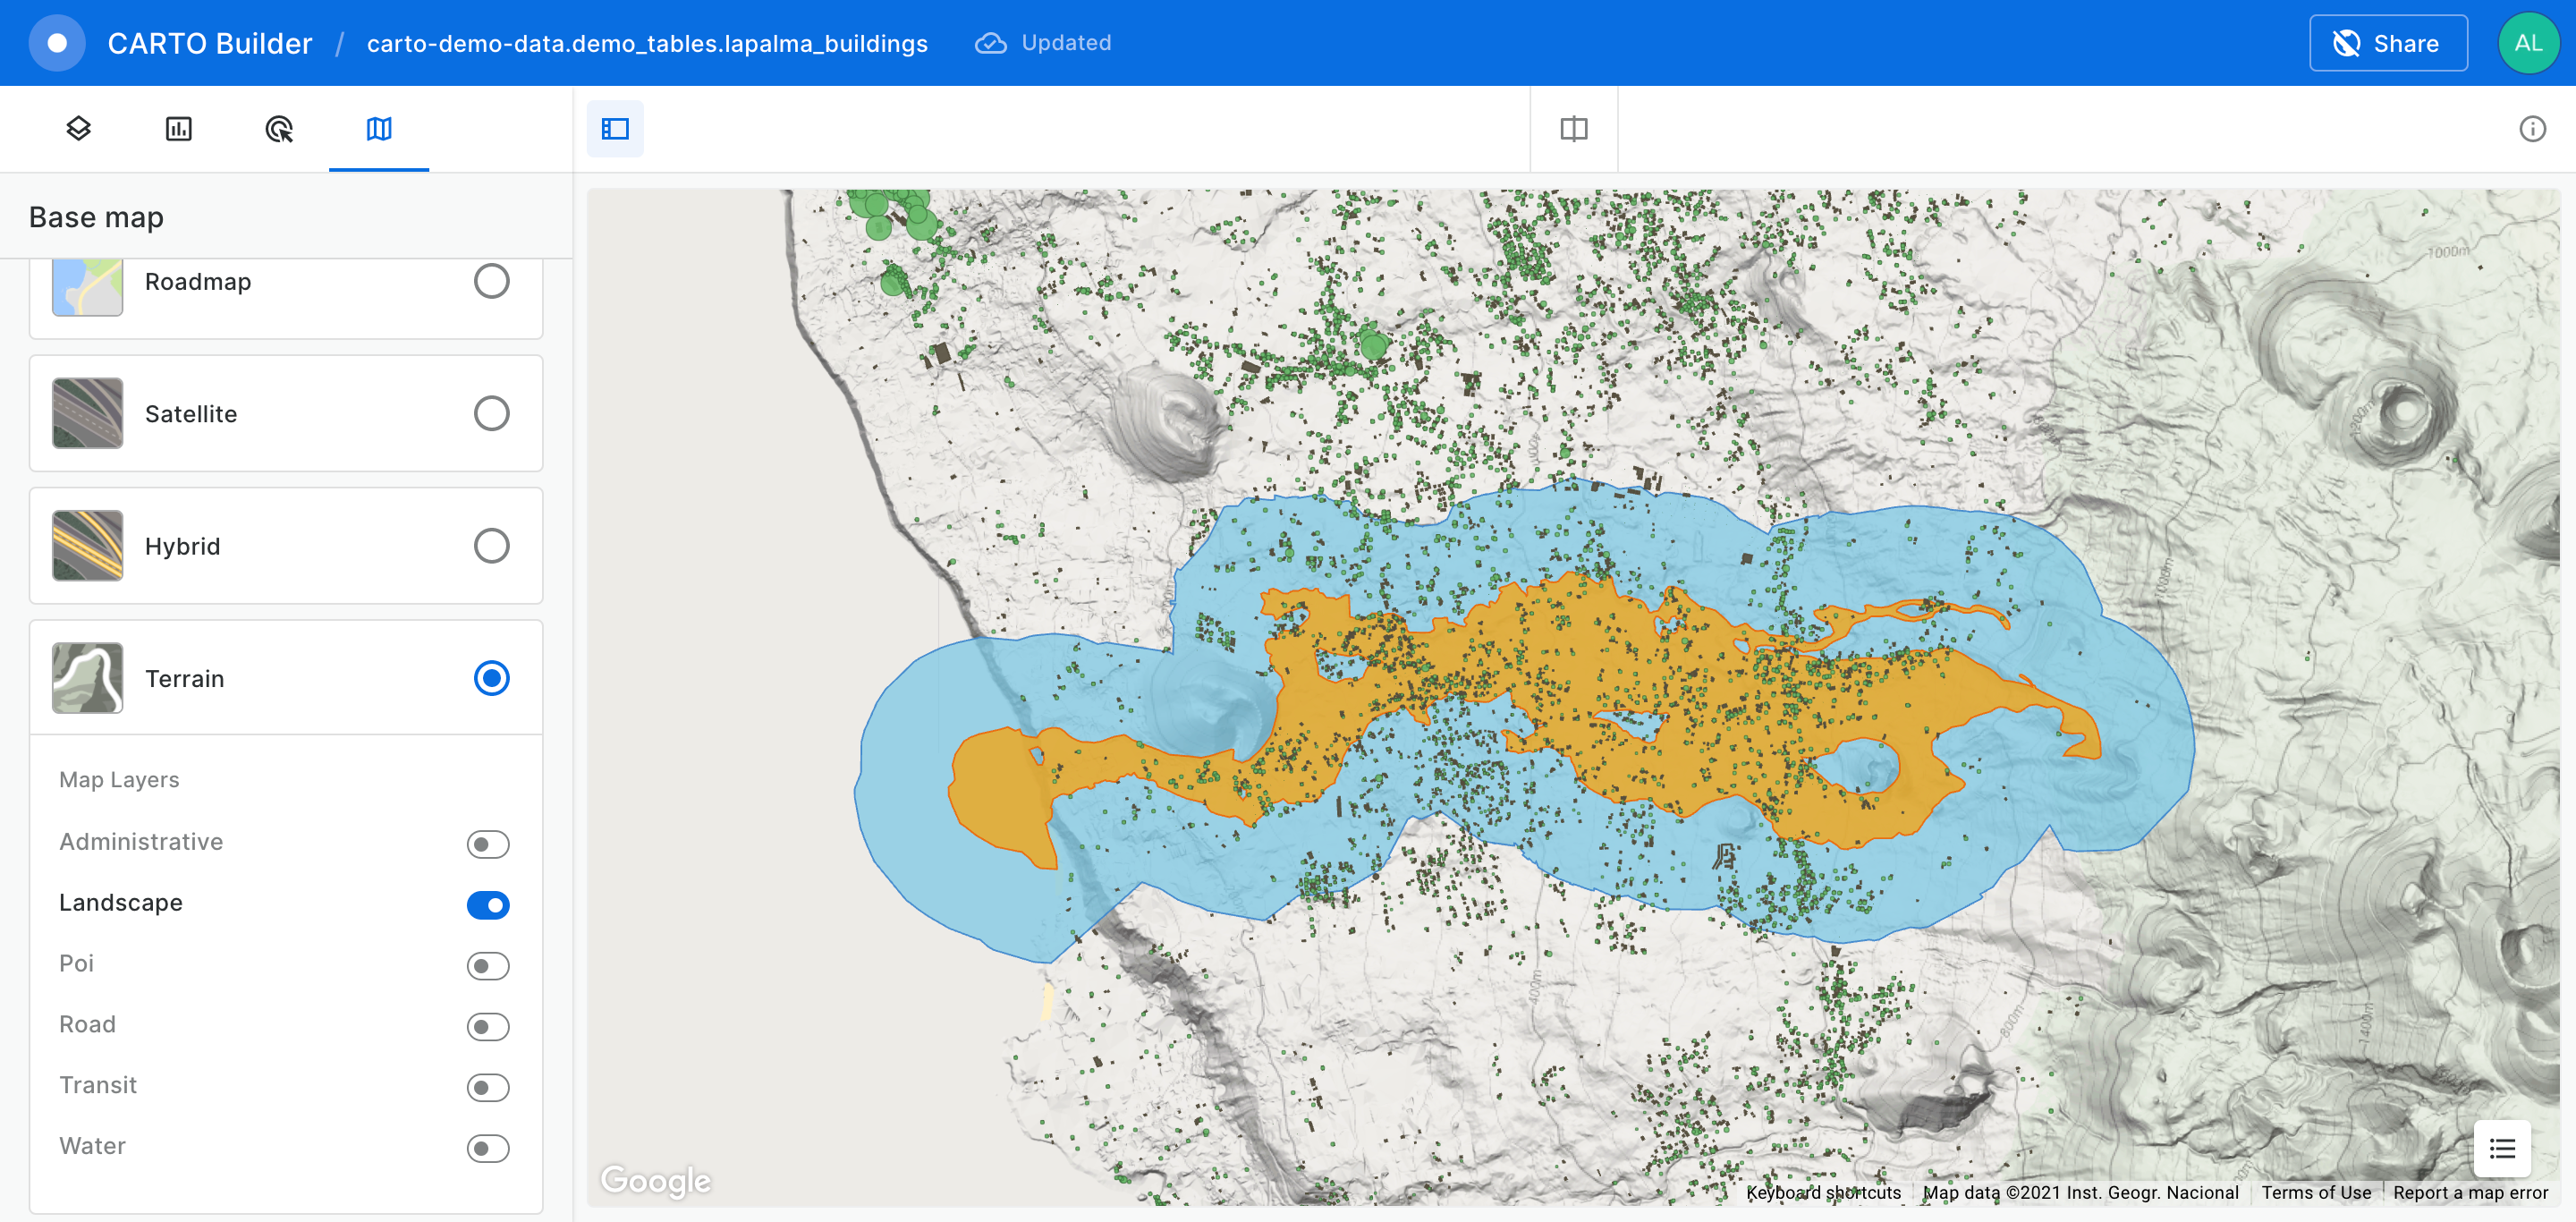 CARTO Builder / carto-demo-data.demo_tables.lapalma_buildings Updated Share AL
Base map
Roadmap
Satellite
Hybrid
Terrain
Map Layers
Administrative
Landscape
Poi
Road
Transit
Water
1000m
1200m
1000m
400m
800m
1400m
Google
Keyboard shortcuts Map data ©2021 Inst. Geogr. Nacional Terms of Use Report a map error